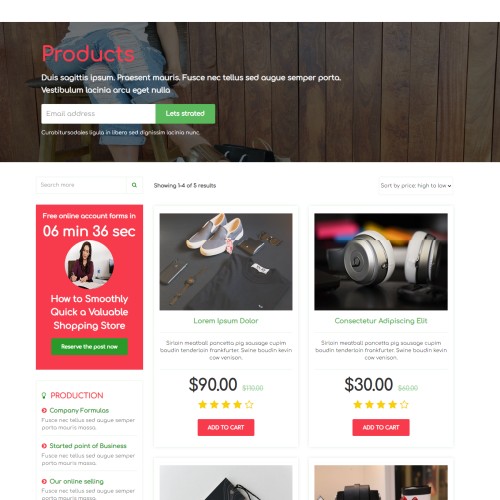 Products
Duis sagittis ipsum. Praesent mauris. Fusce nec tellus sed augue semper porta.
Vestibulum lacinia arcu eget nulla
Email address
Lets strated
Curabitursodales ligula in libero sed dignissim lacinia nunc.
Search more
Showing 1-4 of 5 results
Sort by price: high to low
Free online account forms in
06 min 36 sec
How to Smoothly
Quick a Valuable
Shopping Store
Reserve the post now
PRODUCTION
Company Formulas
Fusce nec tellus sed augue semper
porta mauris massa.
Started point of Business
Fusce nec tellus sed augue semper
porta mauris massa.
Our online selling
Fusce nec tellus sed augue semper
Lorem Ipsum Dolor
Sirloin meatball pancetta pig sausage cupim
boudin tenderloin frankfurter. Swine boudin kevin
cow venison.
$90.00 $110.00
ADD TO CART
Consectetur Adipiscing Elit
Sirloin meatball pancetta pig sausage cupim
boudin tenderloin frankfurter. Swine boudin kevin
cow venison.
$30.00 $60.00
ADD TO CART